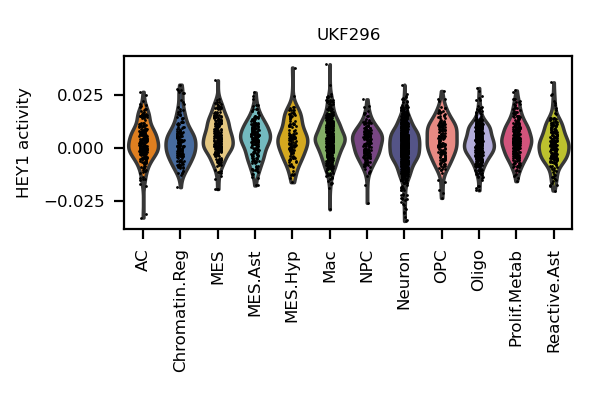 UKF296
HEY1 activity
0.025
0.000
−0.025
AC
Chromatin.Reg
MES
MES.Ast
MES.Hyp
Mac
NPC
Neuron
OPC
Oligo
Prolif.Metab
Reactive.Ast